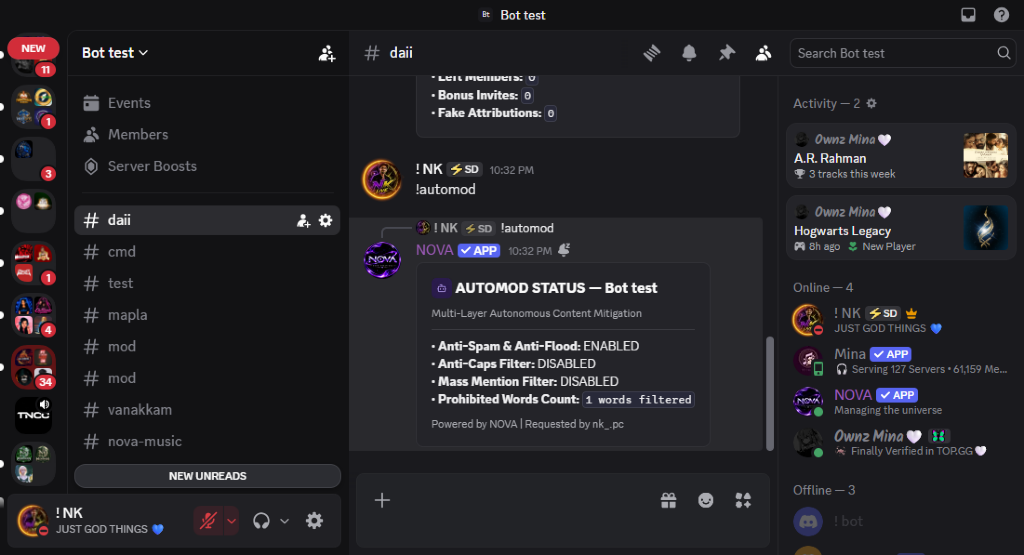 Bt Bot test
NEW
11
1
3
1
4
34
TNCU
Bot test
Events
Members
Server Boosts
daii
cmd
test
mapla
mod
mod
vanakkam
nova-music
NEW UNREADS
! NK
JUST GOD THINGS 💙
# daii
Search Bot test
• Left Members: 0
• Bonus Invites: 0
• Fake Attributions: 0
! NK ⚡SD 10:32 PM
!automod
! NK ⚡SD !automod
NOVA ✓ APP 10:32 PM
AUTOMOD STATUS — Bot test
Multi-Layer Autonomous Content Mitigation
• Anti-Spam & Anti-Flood: ENABLED
• Anti-Caps Filter: DISABLED
• Mass Mention Filter: DISABLED
• Prohibited Words Count: 1 words filtered
Powered by NOVA | Requested by nk_.pc
Activity — 2
Ownz Mina🤍
A.R. Rahman
3 tracks this week
Ownz Mina🤍
Hogwarts Legacy
8h ago New Player
Online — 4
! NK ⚡SD
JUST GOD THINGS 💙
Mina ✓ APP
Serving 127 Servers • 61,159 Me...
NOVA ✓ APP
Managing the universe
Ownz Mina🤍
Finally Verified in TOP.GG🤍
Offline — 3
! bot